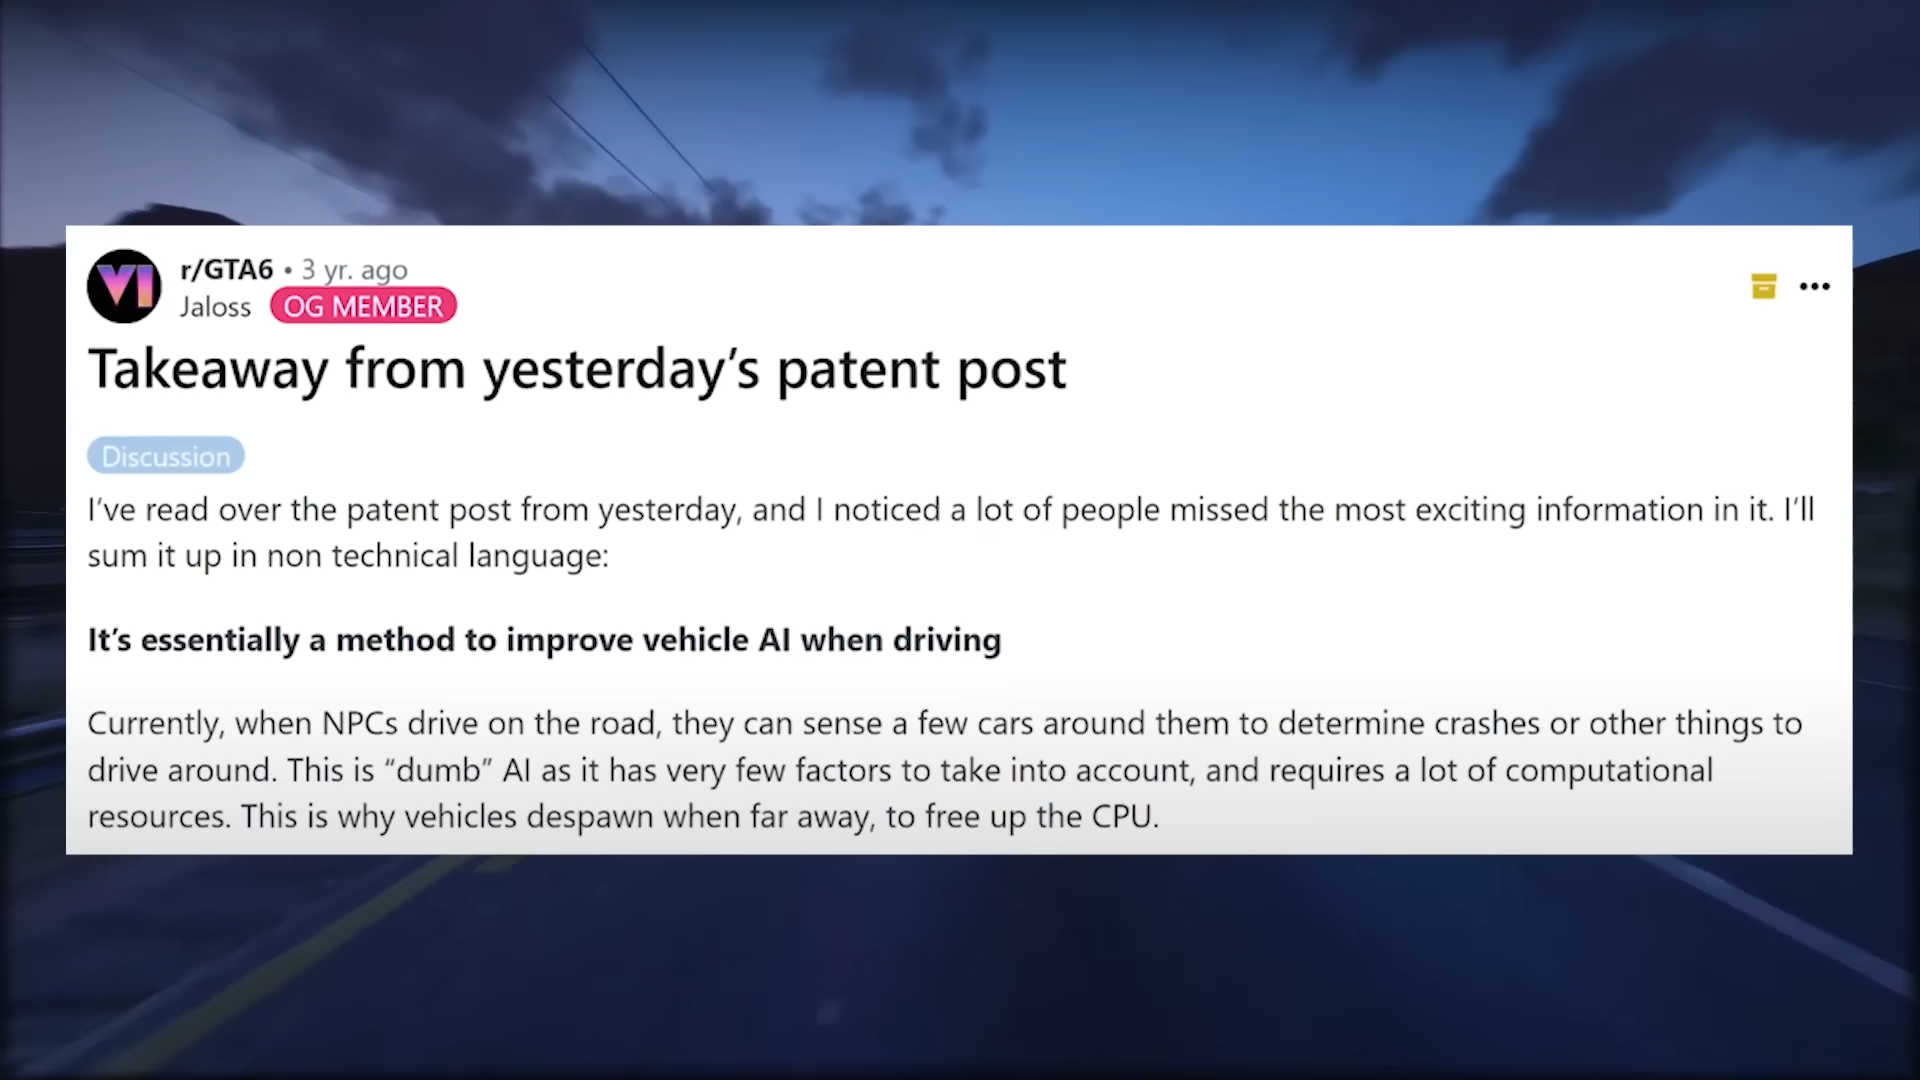 VI
r/GTA6 • 3 yr. ago
Jaloss OG MEMBER
Takeaway from yesterday’s patent post
Discussion
I’ve read over the patent post from yesterday, and I noticed a lot of people missed the most exciting information in it. I’ll
sum it up in non technical language:
It’s essentially a method to improve vehicle AI when driving
Currently, when NPCs drive on the road, they can sense a few cars around them to determine crashes or other things to
drive around. This is “dumb” AI as it has very few factors to take into account, and requires a lot of computational
resources. This is why vehicles despawn when far away, to free up the CPU.